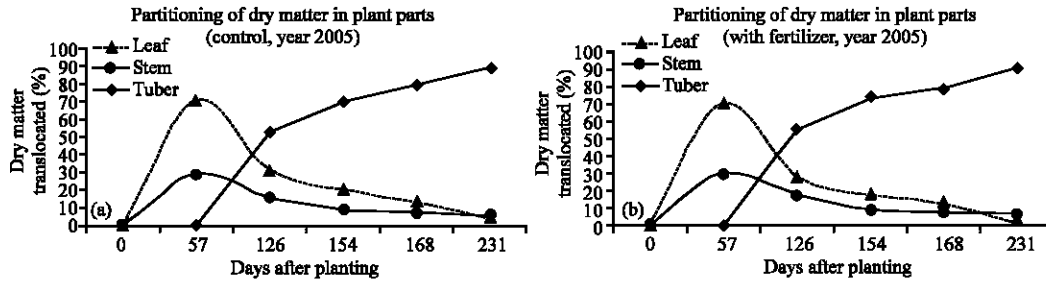 Partitioning of dry matter in plant parts
(control, year 2005)
Leaf
Stem
Tuber
Dry matter
translocated (%)
100
90
80
70
60
50
40
30
20
10
0
(a)
0 57 126 154 168 231
Days after planting
Partitioning of dry matter in plant parts
(with fertilizer, year 2005)
Leaf
Stem
Tuber
Dry matter
translocated (%)
100
90
80
70
60
50
40
30
20
10
0
(b)
0 57 126 154 168 231
Days after planting